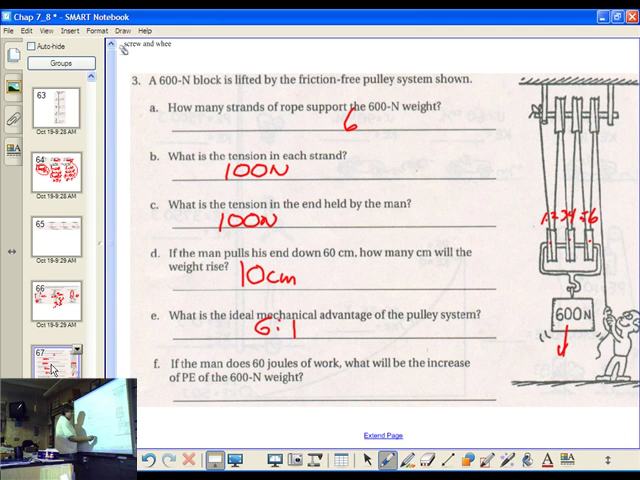 Chap 7_8 * - SMART Notebook
File Edit View Insert Format Draw Help
Auto-hide
Groups
63
Oct 19-9:28 AM
64
Oct 19-9:28 AM
65
Oct 19-9:29 AM
66
Oct 19-9:29 AM
67
screw and whee
3. A 600-N block is lifted by the friction-free pulley system shown.
a. How many strands of rope support the 600-N weight?
6
b. What is the tension in each strand?
100N
c. What is the tension in the end held by the man?
100N
d. If the man pulls his end down 60 cm, how many cm will the
weight rise?
10cm
e. What is the ideal mechanical advantage of the pulley system?
6:1
f. If the man does 60 joules of work, what will be the increase
of PE of the 600-N weight?
600N
Extend Page